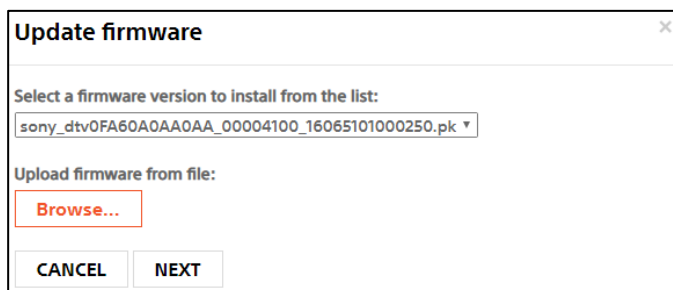 Update firmware
Select a firmware version to install from the list:
sony_dtv0FA60A0AA0AA_00004100_16065101000250.pk
Upload firmware from file:
Browse...
CANCEL NEXT